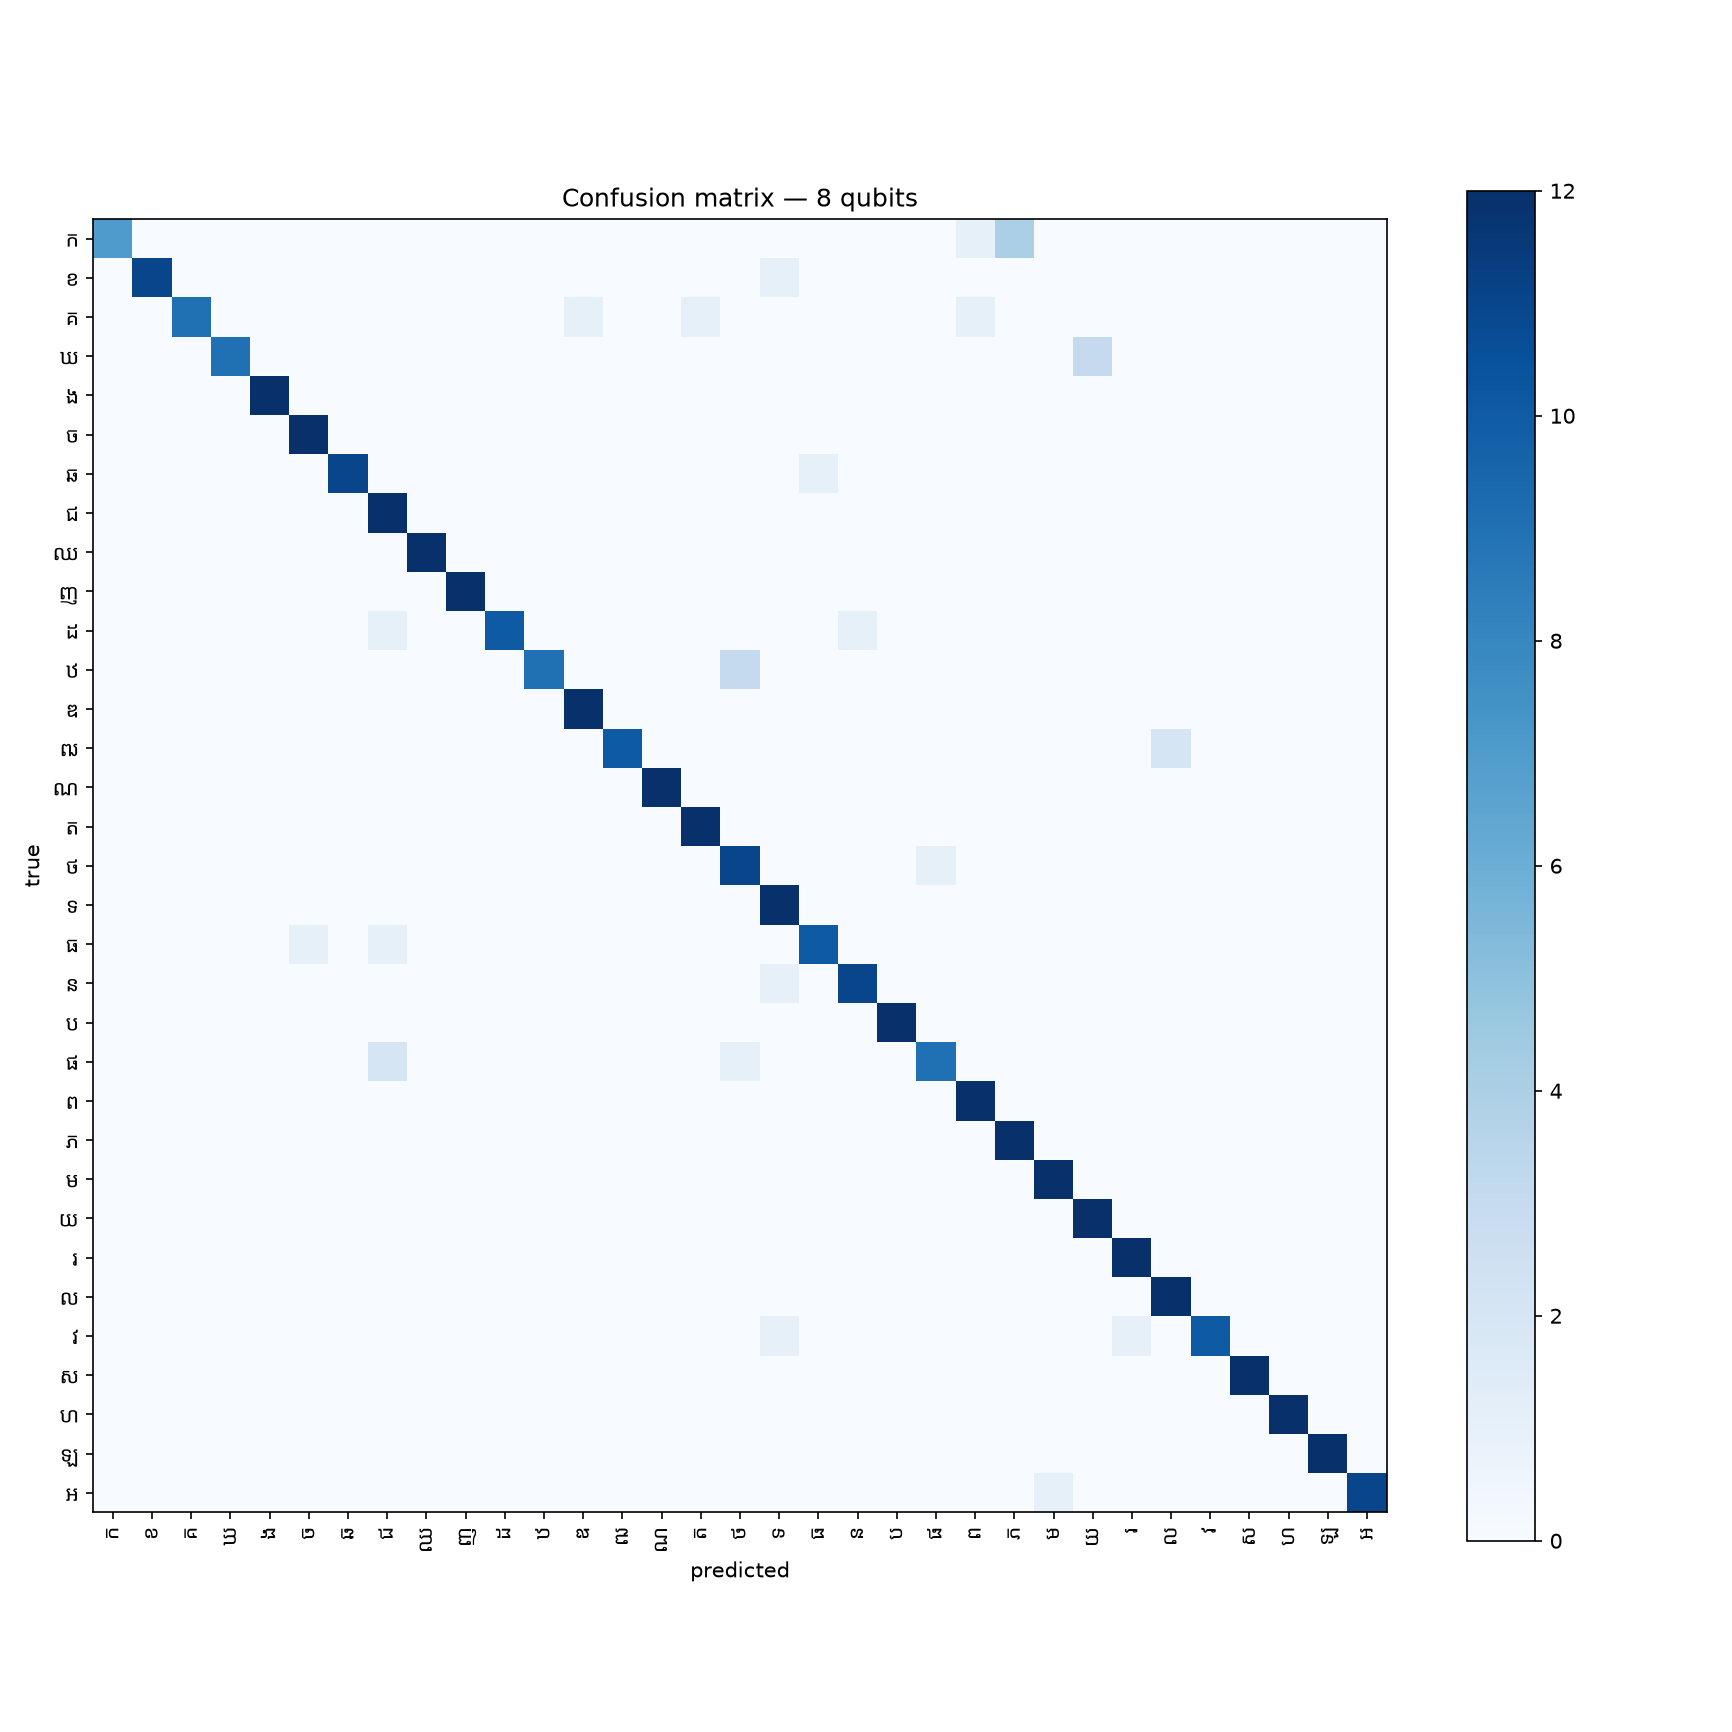 Confusion matrix — 8 qubits
true
ក
ខ
គ
ឃ
ង
ច
ឆ
ជ
ឈ
ញ
ដ
ឋ
ឌ
ឍ
ណ
ត
ថ
ទ
ធ
ន
ប
ផ
ព
ភ
ម
យ
រ
ល
វ
ស
ហ
ឡ
អ
ក ខ គ ឃ ង ច ឆ ជ ឈ ញ ដ ឋ ឌ ឍ ណ ត ថ ទ ធ ន ប ផ ព ភ ម យ រ ល វ ស ហ ឡ អ
predicted
12
10
8
6
4
2
0